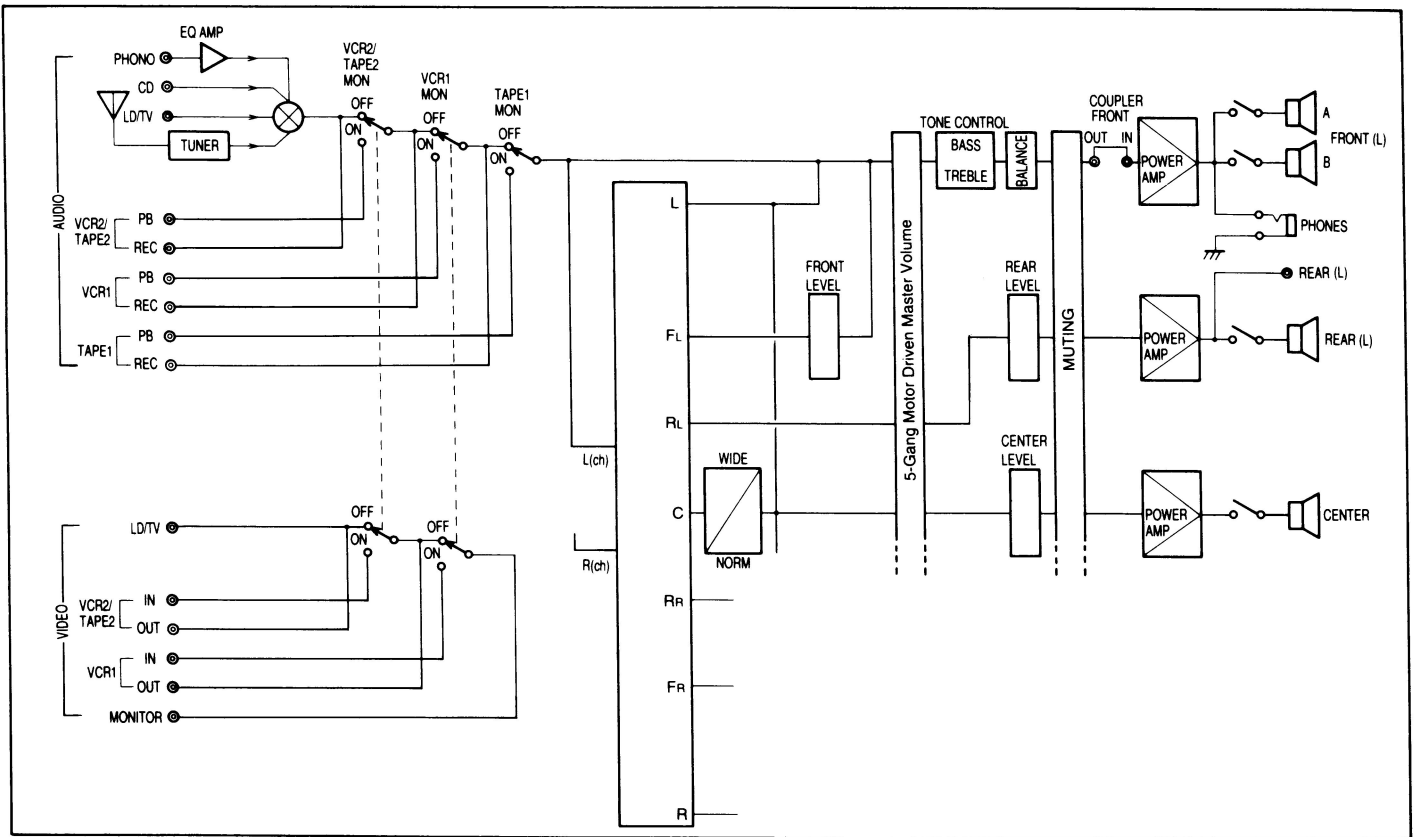 EQ AMP
PHONO
CD
LD/TV
TUNER
VCR2/
TAPE2
MON
OFF
ON
VCR1
MON
OFF
ON
TAPE1
MON
OFF
ON
AUDIO
VCR2/
TAPE2
PB
REC
VCR1
PB
REC
TAPE1
PB
REC
VIDEO
LD/TV
OFF
ON
OFF
ON
VCR2/
TAPE2
IN
OUT
VCR1
IN
OUT
MONITOR
L(ch)
R(ch)
L
FL
RL
C
RR
FR
R
WIDE
NORM
FRONT
LEVEL
5-Gang Motor Driven Master Volume
TONE CONTROL
BASS
TREBLE
BALANCE
REAR
LEVEL
CENTER
LEVEL
MUTING
COUPLER
FRONT
OUT IN
POWER
AMP
A
FRONT (L)
B
PHONES
REAR (L)
POWER
AMP
REAR (L)
POWER
AMP
CENTER